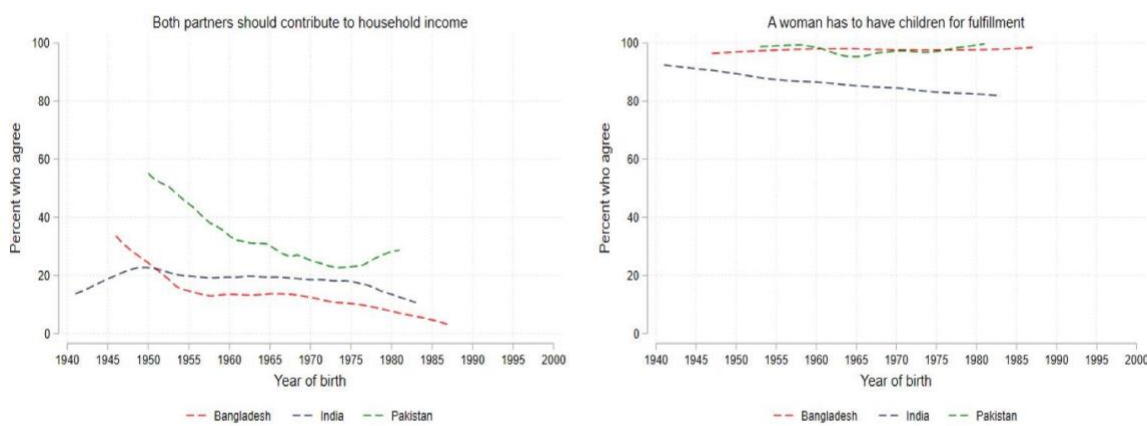 Both partners should contribute to household income
Percent who agree
100
80
60
40
20
0
1940 1945 1950 1955 1960 1965 1970 1975 1980 1985 1990 1995 2000
Year of birth
Bangladesh India Pakistan
A woman has to have children for fulfillment
Percent who agree
100
80
60
40
20
0
1940 1945 1950 1955 1960 1965 1970 1975 1980 1985 1990 1995 2000
Year of birth
Bangladesh India Pakistan